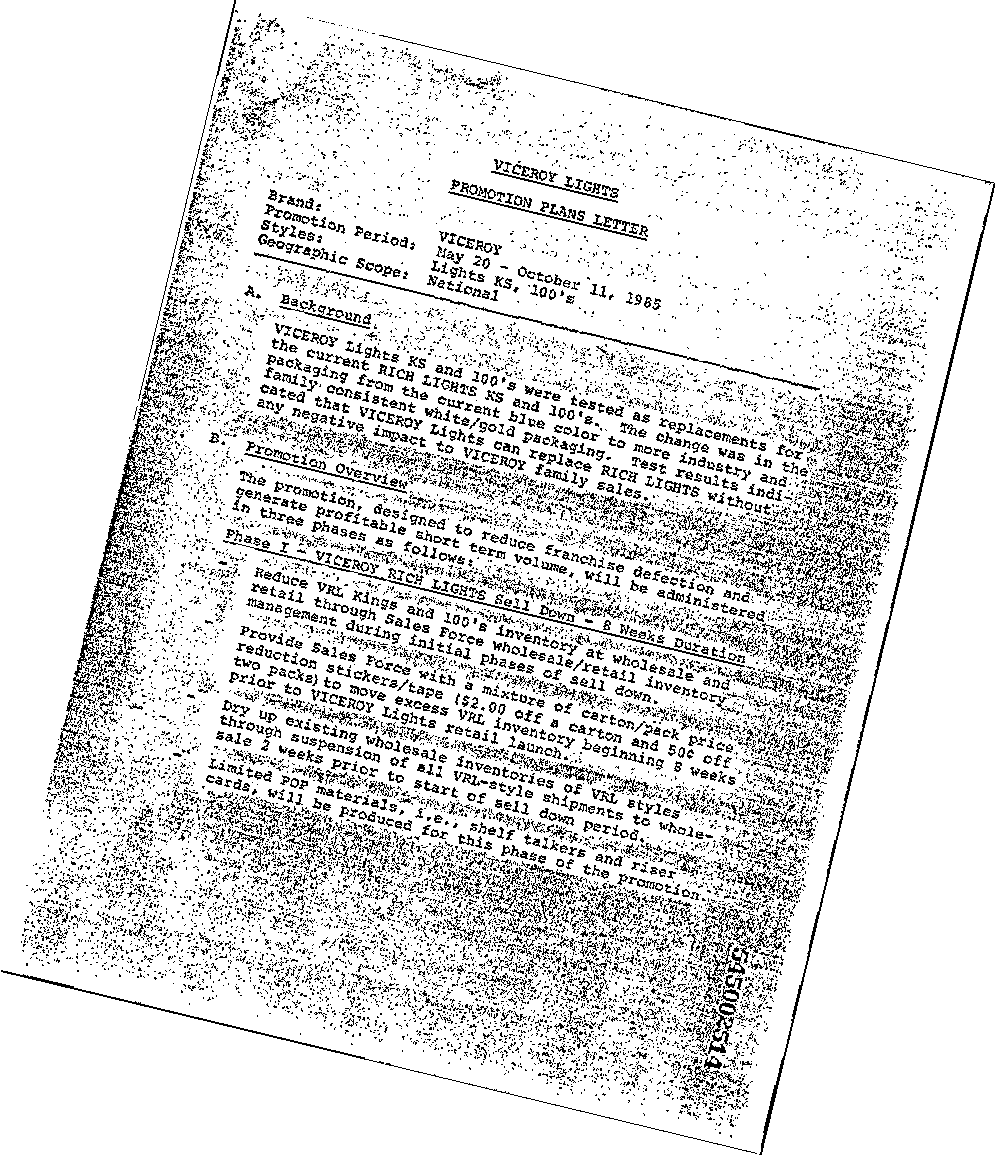 VICEROY LIGHTS
PROMOTION PLANS LETTER
Brand: VICEROY
Promotion Period: May 20 - October 11, 1985
Styles: Lights KS, 100's
Geographic Scope: National
A. Background
VICEROY Lights KS and 100's were tested as replacements for
the current RICH LIGHTS KS and 100's. The change was in the
packaging from the current blue color to more industry and
family consistent white/gold packaging. Test results indi-
cated that VICEROY Lights can replace RICH LIGHTS without
any negative impact to VICEROY family sales.
B. Promotion Overview
The promotion, designed to reduce franchise defection and
generate profitable short term volume, will be administered
in three phases as follows:
Phase I - VICEROY RICH LIGHTS Sell Down - 8 Weeks Duration
- Reduce VRL Kings and 100's inventory at wholesale and
retail through Sales Force wholesale/retail inventory
management during initial phases of sell down.
- Provide Sales Force with a mixture of carton/pack price
reduction stickers/tape ($2.00 off a carton and 50¢ off
two packs) to move excess VRL inventory beginning 8 weeks
prior to VICEROY Lights retail launch.
- Dry up existing wholesale inventories of VRL styles
through suspension of all VRL-style shipments to whole-
sale 2 weeks prior to start of sell down period.
- Limited POP materials, i.e., shelf talkers and riser
cards, will be produced for this phase of the promotion.